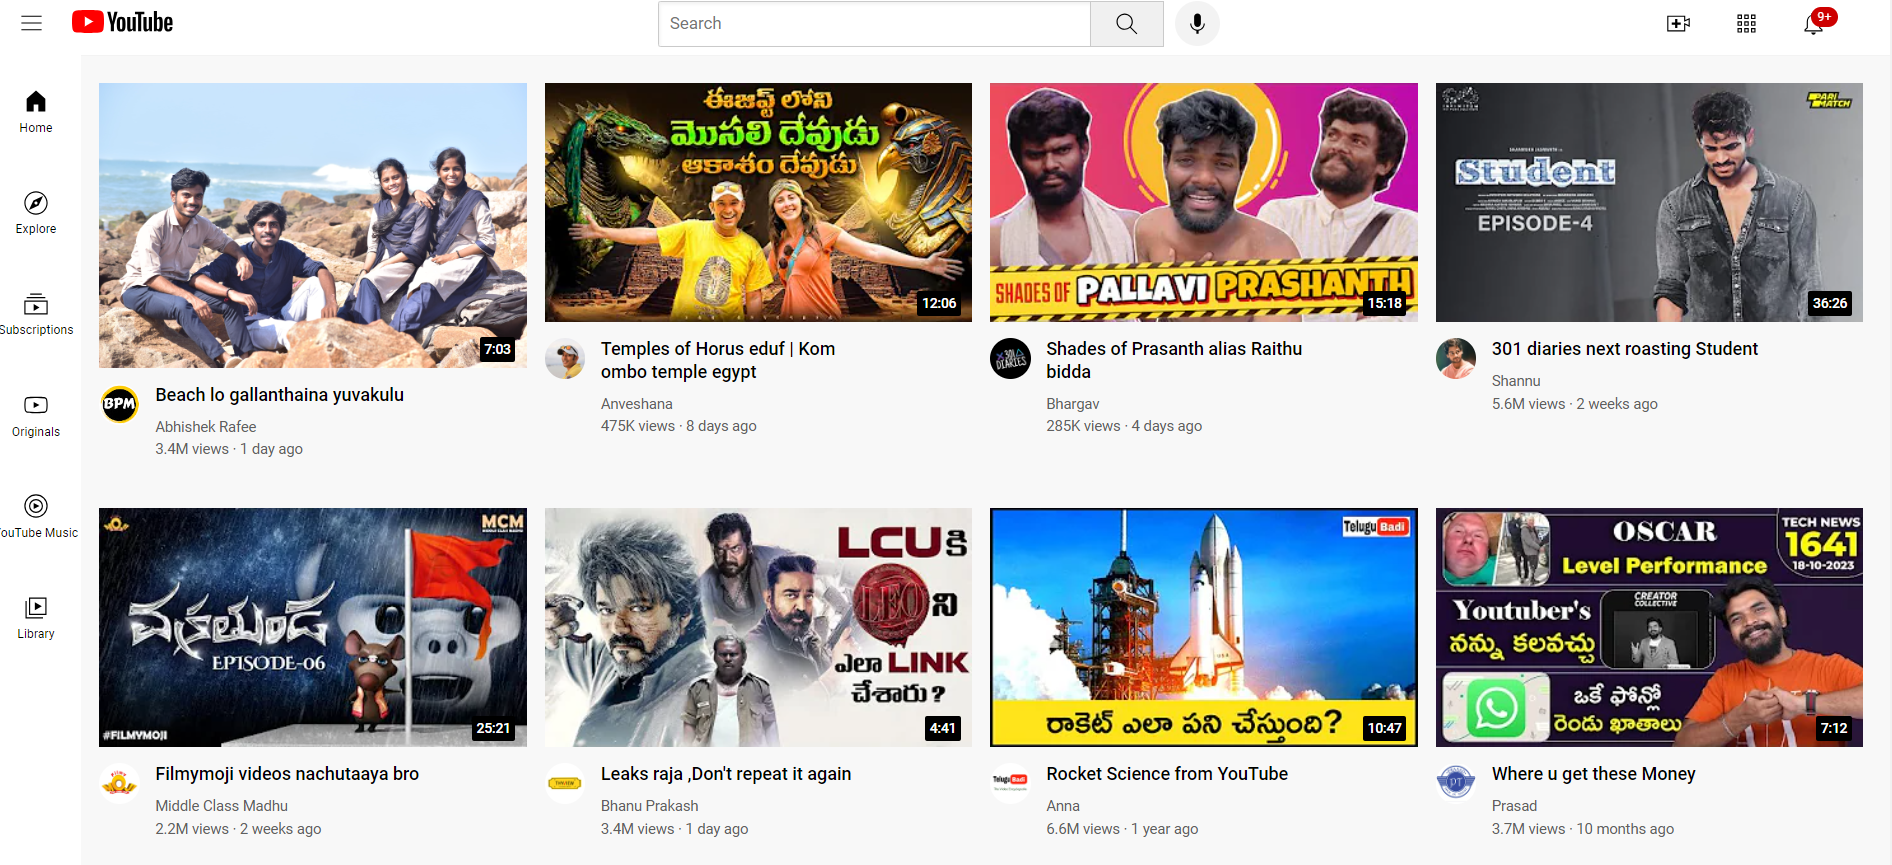 YouTube
Search
9+
Home
Explore
Subscriptions
Originals
YouTube Music
Library
7:03
BPM
Beach lo gallanthaina yuvakulu
Abhishek Rafee
3.4M views · 1 day ago
ఈజిప్ట్ లోని
మొసలి దేవుడు
ఆకాశం దేవుడు
12:06
Temples of Horus eduf | Kom
ombo temple egypt
Anveshana
475K views · 8 days ago
SHADES OF PALLAVI PRASHANTH
15:18
301
DIARIES
Shades of Prasanth alias Raithu
bidda
Bhargav
285K views · 4 days ago
PARI
MATCH
Student
EPISODE-4
36:26
301 diaries next roasting Student
Shannu
5.6M views · 2 weeks ago
MCM
వక్రతుండ
EPISODE-06
#FILMYMOJI
25:21
Filmymoji videos nachutaaya bro
Middle Class Madhu
2.2M views · 2 weeks ago
LCU కి
LEO ని
ఎలా LINK
చేశారు ?
4:41
Leaks raja ,Don't repeat it again
Bhanu Prakash
3.4M views · 1 day ago
Telugu Badi
రాకెట్ ఎలా పని చేస్తుంది?
10:47
Telugu Badi
Rocket Science from YouTube
Anna
6.6M views · 1 year ago
OSCAR
Level Performance
TECH NEWS
1641
18-10-2023
Youtuber's
నన్ను కలవచ్చు
CREATOR
COLLECTIVE
ఒకే ఫోన్లో
రెండు ఖాతాలు
7:12
PT
Where u get these Money
Prasad
3.7M views · 10 months ago